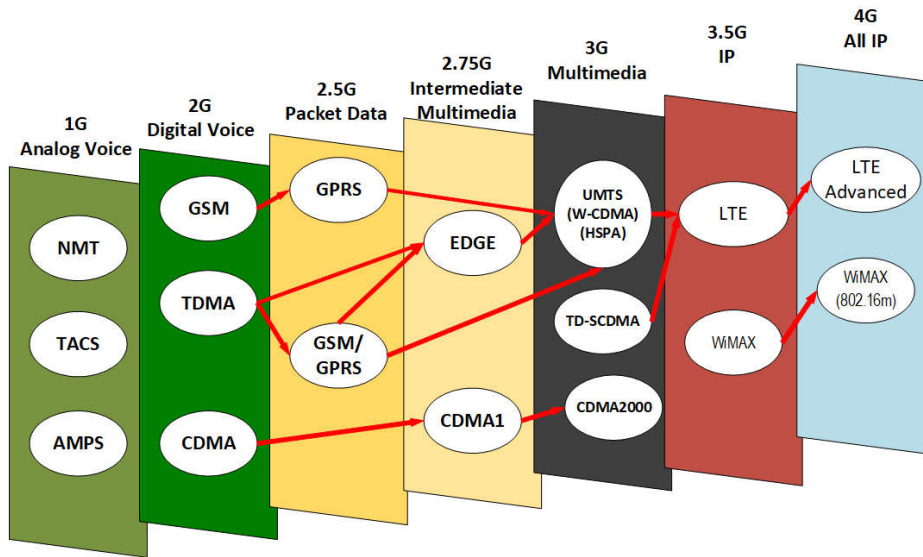 1G
Analog Voice
NMT
TACS
AMPS
2G
Digital Voice
GSM
TDMA
CDMA
2.5G
Packet Data
GPRS
GSM/
GPRS
2.75G
Intermediate
Multimedia
EDGE
CDMA1
3G
Multimedia
UMTS
(W-CDMA)
(HSPA)
TD-SCDMA
CDMA2000
3.5G
IP
LTE
WiMAX
4G
All IP
LTE
Advanced
WiMAX
(802.16m)